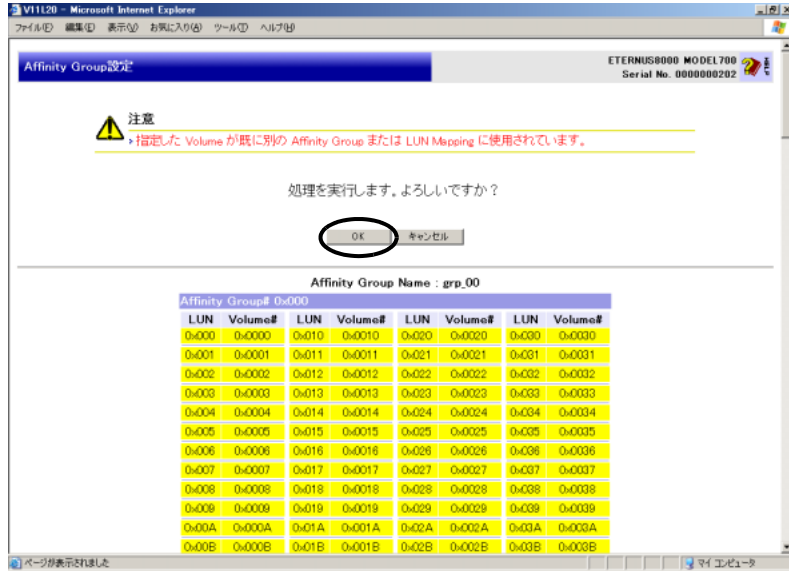 V11L20 - Microsoft Internet Explorer
ファイル(F) 編集(E) 表示(V) お気に入り(A) ツール(T) ヘルプ(H)
Affinity Group設定
ETERNUS8000 MODEL700
Serial No. 0000000202
注意
指定した Volume が既に別の Affinity Group または LUN Mapping に使用されています。
処理を実行します。よろしいですか？
OK キャンセル
Affinity Group Name : grp_00
Affinity Group# 0x000
LUN Volume# LUN Volume# LUN Volume# LUN Volume#
0x000 0x0000 0x010 0x0010 0x020 0x0020 0x030 0x0030
0x001 0x0001 0x011 0x0011 0x021 0x0021 0x031 0x0031
0x002 0x0002 0x012 0x0012 0x022 0x0022 0x032 0x0032
0x003 0x0003 0x013 0x0013 0x023 0x0023 0x033 0x0033
0x004 0x0004 0x014 0x0014 0x024 0x0024 0x034 0x0034
0x005 0x0005 0x015 0x0015 0x025 0x0025 0x035 0x0035
0x006 0x0006 0x016 0x0016 0x026 0x0026 0x036 0x0036
0x007 0x0007 0x017 0x0017 0x027 0x0027 0x037 0x0037
0x008 0x0008 0x018 0x0018 0x028 0x0028 0x038 0x0038
0x009 0x0009 0x019 0x0019 0x029 0x0029 0x039 0x0039
0x00A 0x000A 0x01A 0x001A 0x02A 0x002A 0x03A 0x003A
0x00B 0x000B 0x01B 0x001B 0x02B 0x002B 0x03B 0x003B
ページが表示されました マイ コンピュータ